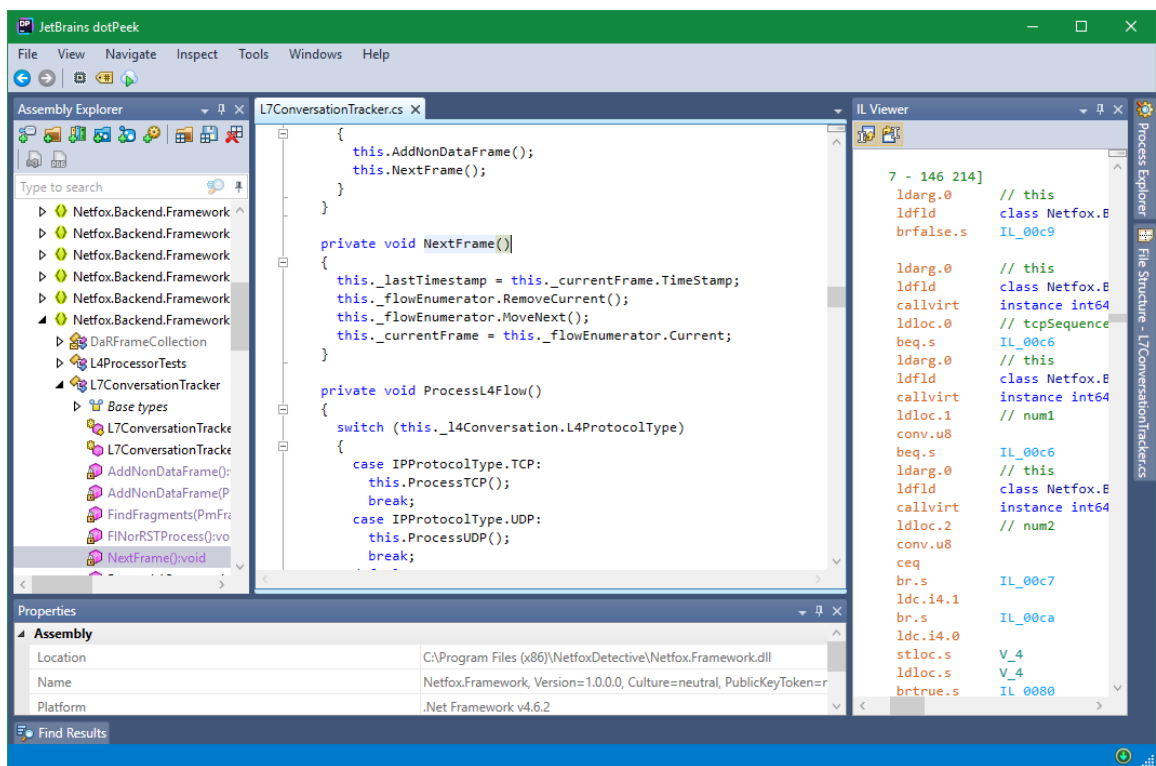 JetBrains dotPeek
File View Navigate Inspect Tools Windows Help
Assembly Explorer
Type to search
Netfox.Backend.Framework
Netfox.Backend.Framework
Netfox.Backend.Framework
Netfox.Backend.Framework
Netfox.Backend.Framework
Netfox.Backend.Framework
DaRFrameCollection
L4ProcessorTests
L7ConversationTracker
Base types
L7ConversationTracke
L7ConversationTracke
AddNonDataFrame():
AddNonDataFrame(P
FindFragments(PmFra
FINorRSTProcess():vo
NextFrame():void
L7ConversationTracker.cs
{
this.AddNonDataFrame();
this.NextFrame();
}
}
private void NextFrame()
{
this._lastTimestamp = this._currentFrame.TimeStamp;
this._flowEnumerator.RemoveCurrent();
this._flowEnumerator.MoveNext();
this._currentFrame = this._flowEnumerator.Current;
}
private void ProcessL4Flow()
{
switch (this._l4Conversation.L4ProtocolType)
{
case IPProtocolType.TCP:
this.ProcessTCP();
break;
case IPProtocolType.UDP:
this.ProcessUDP();
break;
IL Viewer
7 - 146 214]
ldarg.0 // this
ldfld class Netfox.B
brfalse.s IL_00c9
ldarg.0 // this
ldfld class Netfox.B
callvirt instance int64
ldloc.0 // tcpSequence
beq.s IL_00c6
ldarg.0 // this
ldfld class Netfox.B
callvirt instance int64
ldloc.1 // num1
conv.u8
beq.s IL_00c6
ldarg.0 // this
ldfld class Netfox.B
callvirt instance int64
ldloc.2 // num2
conv.u8
ceq
br.s IL_00c7
ldc.i4.1
br.s IL_00ca
ldc.i4.0
stloc.s V_4
ldloc.s V_4
brtrue.s IL_0080
Process Explorer
File Structure - L7ConversationTracker.cs
Properties
Assembly
Location C:\Program Files (x86)\NetfoxDetective\Netfox.Framework.dll
Name Netfox.Framework, Version=1.0.0.0, Culture=neutral, PublicKeyToken=r
Platform .Net Framework v4.6.2
Find Results